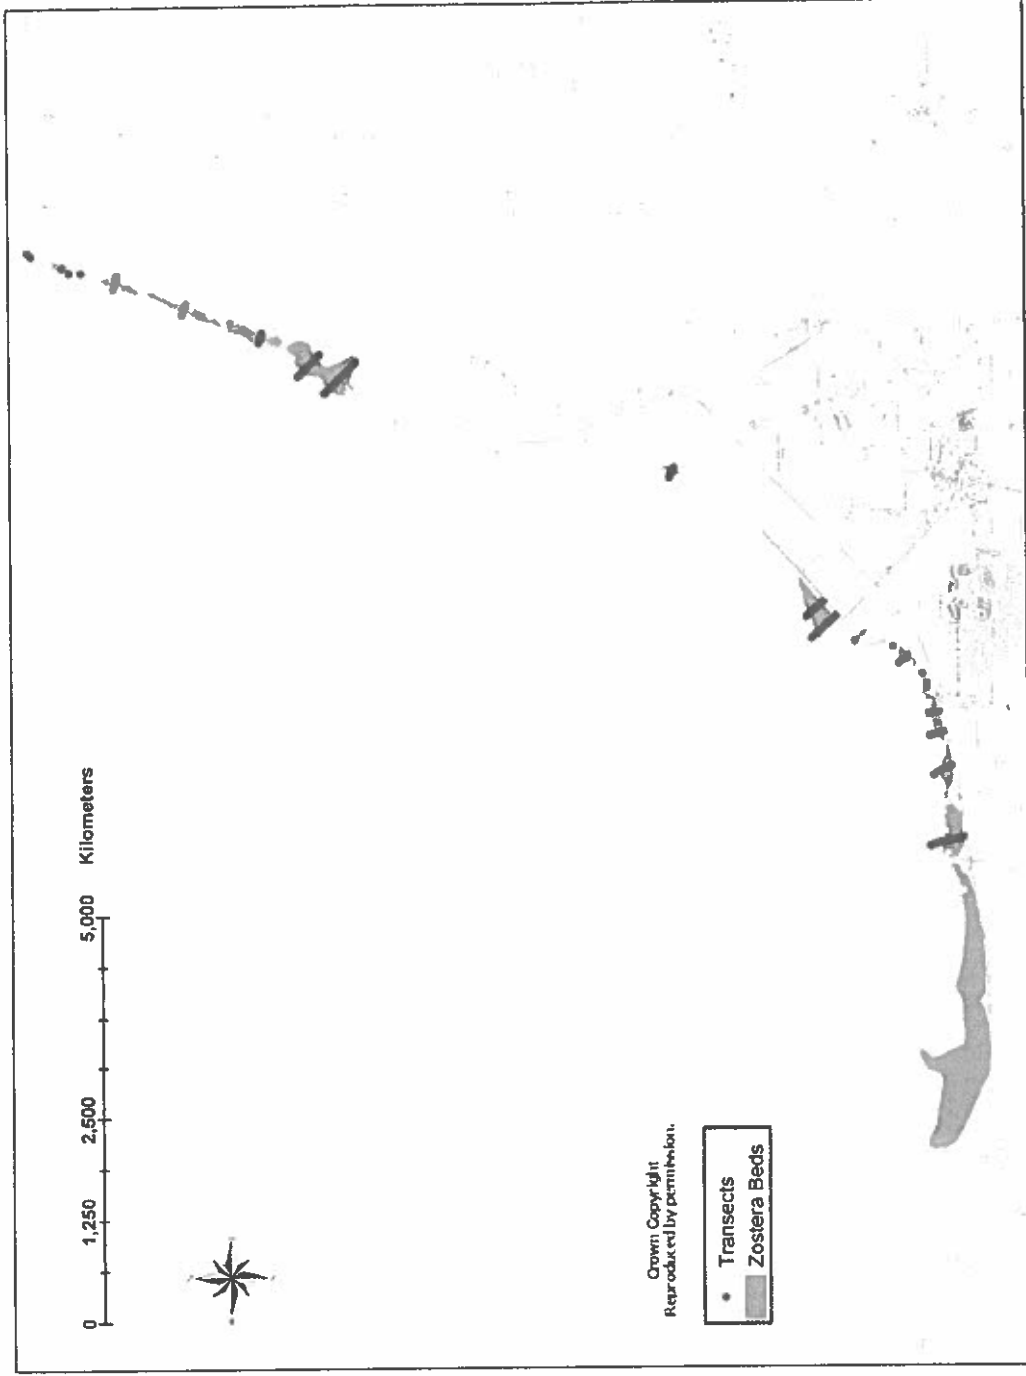 0 1,250 2,500 5,000 Kilometers
Crown Copyright
Reproduced by permission.
Transects
Zostera Beds